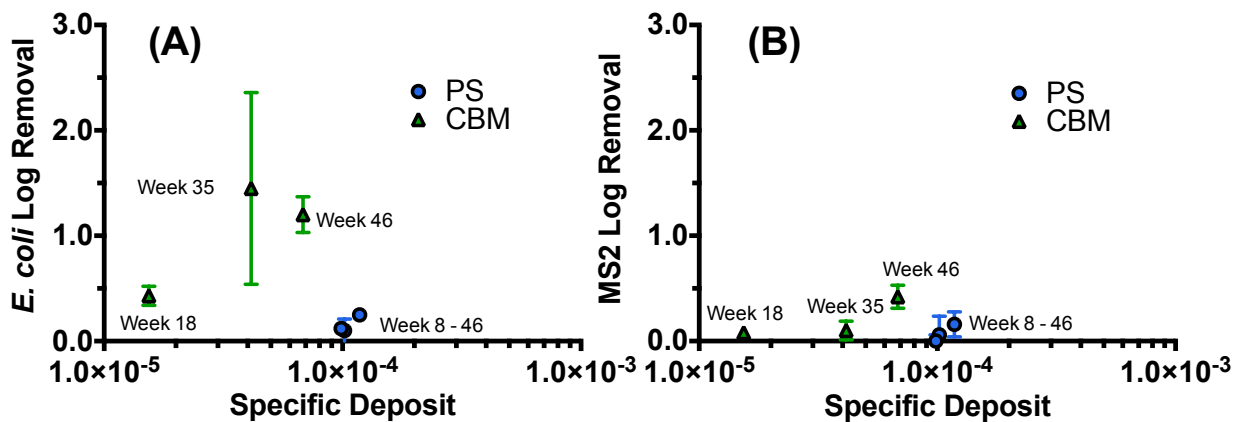 (A)
3.0
2.0
1.0
0.0
E. coli Log Removal
PS
CBM
Week 35
Week 46
Week 18
Week 8 - 46
1.0×10⁻⁵
1.0×10⁻⁴
1.0×10⁻³
Specific Deposit
(B)
3.0
2.0
1.0
0.0
MS2 Log Removal
PS
CBM
Week 46
Week 35
Week 18
Week 8 - 46
1.0×10⁻⁵
1.0×10⁻⁴
1.0×10⁻³
Specific Deposit